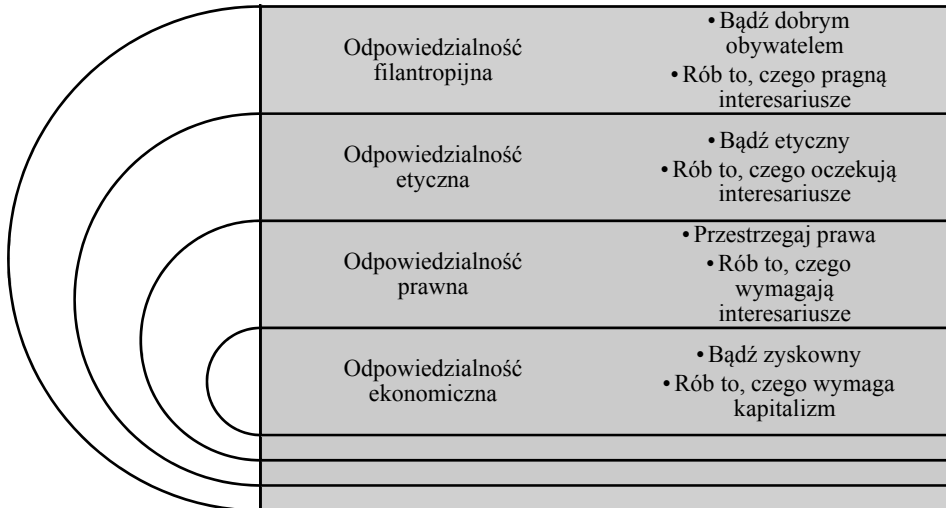 Odpowiedzialność
filantropijna
• Bądź dobrym
obywatelem
• Rób to, czego pragną
interesariusze
Odpowiedzialność
etyczna
• Bądź etyczny
• Rób to, czego oczekują
interesariusze
Odpowiedzialność
prawna
• Przestrzegaj prawa
• Rób to, czego
wymagają
interesariusze
Odpowiedzialność
ekonomiczna
• Bądź zyskowny
• Rób to, czego wymaga
kapitalizm